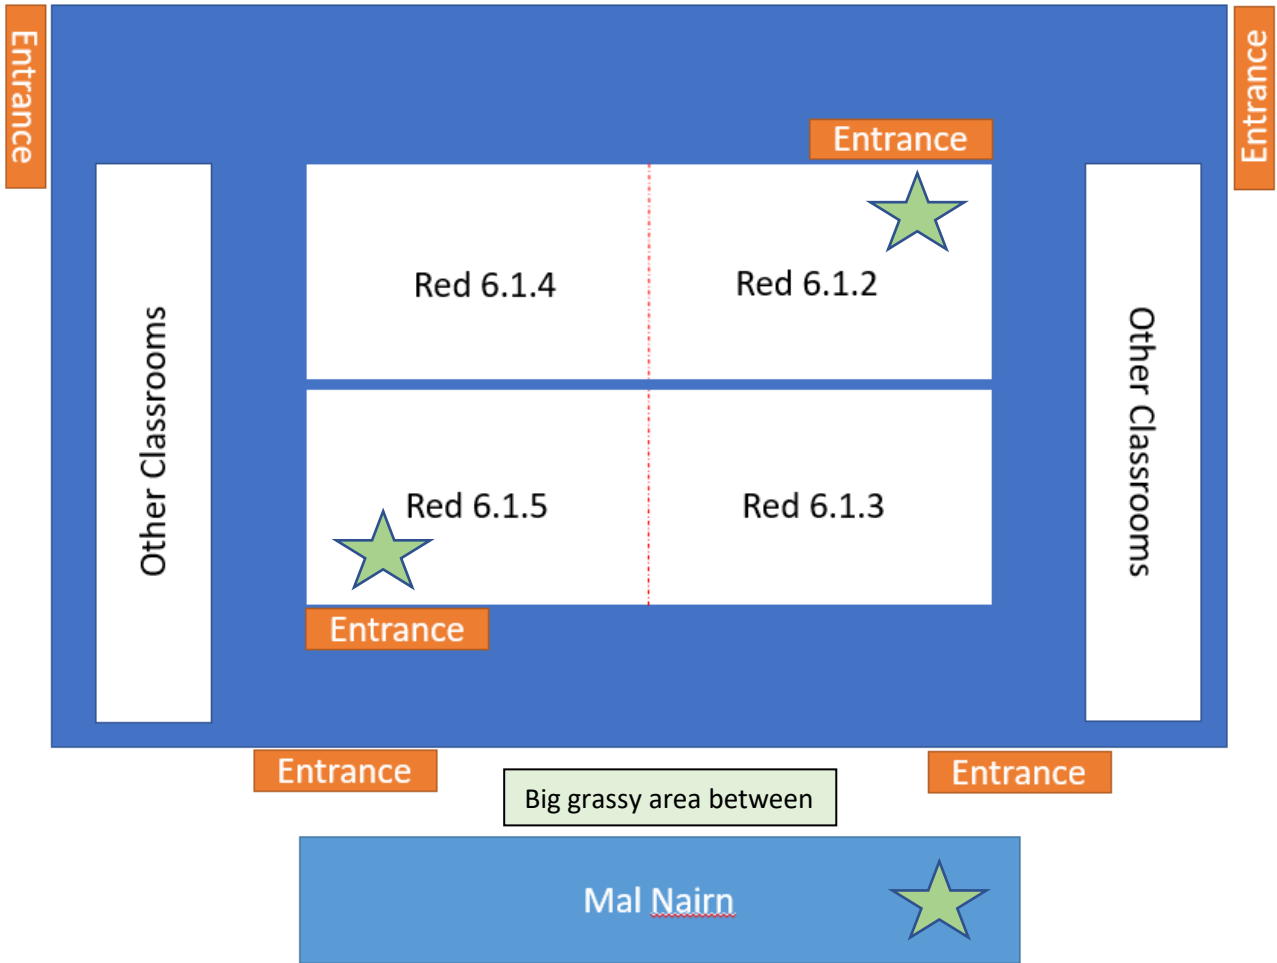 Entrance
Entrance
Entrance
Red 6.1.4
Red 6.1.2
Other Classrooms
Other Classrooms
Red 6.1.5
Red 6.1.3
Entrance
Entrance
Entrance
Big grassy area between
Mal Nairn